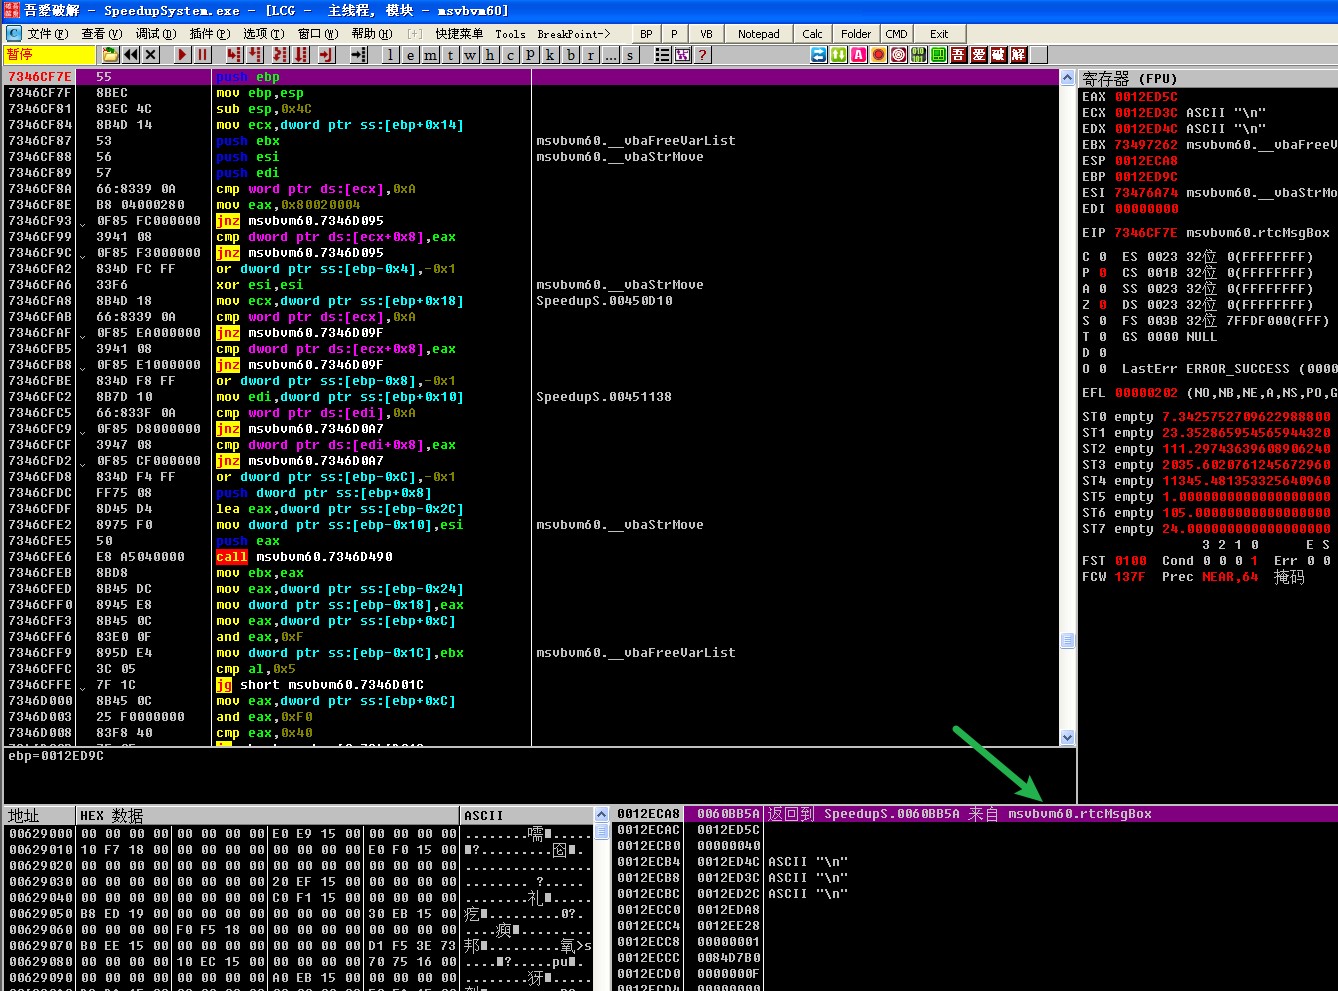 吾愛破解 - SpeedupSystem.exe - [LCG - 主线程, 模块 - msvbvm60]
文件(F) 查看(V) 调试(D) 插件(P) 选项(T) 窗口(W) 帮助(H) [+] 快捷菜单 Tools BreakPoint-> BP P VB Notepad Calc Folder CMD Exit
暂停 l e m t w h c p k b r ... s ? 吾 爱 破 解
7346CF7E 55 push ebp
7346CF7F 8BEC mov ebp,esp
7346CF81 83EC 4C sub esp,0x4C
7346CF84 8B4D 14 mov ecx,dword ptr ss:[ebp+0x14]
7346CF87 53 push ebx msvbvm60.__vbaFreeVarList
7346CF88 56 push esi msvbvm60.__vbaStrMove
7346CF89 57 push edi
7346CF8A 66:8339 0A cmp word ptr ds:[ecx],0xA
7346CF8E B8 04000280 mov eax,0x80020004
7346CF93 0F85 FC000000 jnz msvbvm60.7346D095
7346CF99 3941 08 cmp dword ptr ds:[ecx+0x8],eax
7346CF9C 0F85 F3000000 jnz msvbvm60.7346D095
7346CFA2 834D FC FF or dword ptr ss:[ebp-0x4],-0x1
7346CFA6 33F6 xor esi,esi msvbvm60.__vbaStrMove
7346CFA8 8B4D 18 mov ecx,dword ptr ss:[ebp+0x18] SpeedupS.00450D10
7346CFAB 66:8339 0A cmp word ptr ds:[ecx],0xA
7346CFAF 0F85 EA000000 jnz msvbvm60.7346D09F
7346CFB5 3941 08 cmp dword ptr ds:[ecx+0x8],eax
7346CFB8 0F85 E1000000 jnz msvbvm60.7346D09F
7346CFBE 834D F8 FF or dword ptr ss:[ebp-0x8],-0x1
7346CFC2 8B7D 10 mov edi,dword ptr ss:[ebp+0x10] SpeedupS.00451138
7346CFC5 66:833F 0A cmp word ptr ds:[edi],0xA
7346CFC9 0F85 D8000000 jnz msvbvm60.7346D0A7
7346CFCF 3947 08 cmp dword ptr ds:[edi+0x8],eax
7346CFD2 0F85 CF000000 jnz msvbvm60.7346D0A7
7346CFD8 834D F4 FF or dword ptr ss:[ebp-0xC],-0x1
7346CFDC FF75 08 push dword ptr ss:[ebp+0x8]
7346CFDF 8D45 D4 lea eax,dword ptr ss:[ebp-0x2C]
7346CFE2 8975 F0 mov dword ptr ss:[ebp-0x10],esi msvbvm60.__vbaStrMove
7346CFE5 50 push eax
7346CFE6 E8 A5040000 call msvbvm60.7346D490
7346CFEB 8BD8 mov ebx,eax
7346CFED 8B45 DC mov eax,dword ptr ss:[ebp-0x24]
7346CFF0 8945 E8 mov dword ptr ss:[ebp-0x18],eax
7346CFF3 8B45 0C mov eax,dword ptr ss:[ebp+0xC]
7346CFF6 83E0 0F and eax,0xF
7346CFF9 895D E4 mov dword ptr ss:[ebp-0x1C],ebx msvbvm60.__vbaFreeVarList
7346CFFC 3C 05 cmp al,0x5
7346CFFE 7F 1C jg short msvbvm60.7346D01C
7346D000 8B45 0C mov eax,dword ptr ss:[ebp+0xC]
7346D003 25 F0000000 and eax,0xF0
7346D008 83F8 40 cmp eax,0x40
ebp=0012ED9C
寄存器 (FPU)
EAX 0012ED5C
ECX 0012ED3C ASCII "\n"
EDX 0012ED4C ASCII "\n"
EBX 73497262 msvbvm60.__vbaFreeV
ESP 0012ECA8
EBP 0012ED9C
ESI 73476A74 msvbvm60.__vbaStrMo
EDI 00000000
EIP 7346CF7E msvbvm60.rtcMsgBox
C 0 ES 0023 32位 0(FFFFFFFF)
P 0 CS 001B 32位 0(FFFFFFFF)
A 0 SS 0023 32位 0(FFFFFFFF)
Z 0 DS 0023 32位 0(FFFFFFFF)
S 0 FS 003B 32位 7FFDF000(FFF)
T 0 GS 0000 NULL
D 0
O 0 LastErr ERROR_SUCCESS (0000
EFL 00000202 (NO,NB,NE,A,NS,PO,G
ST0 empty 7.3425752709622988800
ST1 empty 23.352865954565944320
ST2 empty 111.29743639608906240
ST3 empty 2035.6020761245672960
ST4 empty 11345.481353325640960
ST5 empty 1.0000000000000000000
ST6 empty 105.00000000000000000
ST7 empty 24.000000000000000000
3 2 1 0 E S
FST 0100 Cond 0 0 0 1 Err 0 0
FCW 137F Prec NEAR,64 掩码
地址 HEX 数据 ASCII
00629000 00 00 00 00 00 00 00 00 E0 E9 15 00 00 00 00 00
00629010 10 F7 18 00 00 00 00 00 00 00 00 00 E0 F0 15 00
00629020 00 00 00 00 00 00 00 00 00 00 00 00 00 00 00 00
00629030 00 00 00 00 00 00 00 00 20 EF 15 00 00 00 00 00
00629040 00 00 00 00 00 00 00 00 C0 F1 15 00 00 00 00 00
00629050 B8 ED 19 00 00 00 00 00 00 00 00 00 30 EB 15 00
00629060 00 00 00 00 F0 F5 18 00 00 00 00 00 00 00 00 00
00629070 B0 EE 15 00 00 00 00 00 00 00 00 00 D1 F5 3E 73
00629080 00 00 00 00 10 EC 15 00 00 00 00 00 70 75 16 00
00629090 00 00 00 00 00 00 00 00 A0 EB 15 00 00 00 00 00
0012ECA8 0060BB5A 返回到 SpeedupS.0060BB5A 来自 msvbvm60.rtcMsgBox
0012ECAC 0012ED5C
0012ECB0 00000040
0012ECB4 0012ED4C ASCII "\n"
0012ECB8 0012ED3C ASCII "\n"
0012ECBC 0012ED2C ASCII "\n"
0012ECC0 0012EDA8
0012ECC4 0012EE28
0012ECC8 00000001
0012ECCC 0084D7B0
0012ECD0 0000000F